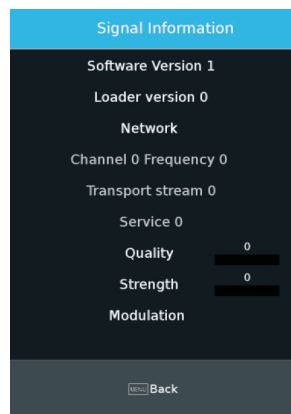 Signal Information
Software Version 1
Loader version 0
Network
Channel 0 Frequency 0
Transport stream 0
Service 0
Quality 0
Strength 0
Modulation
MENU Back